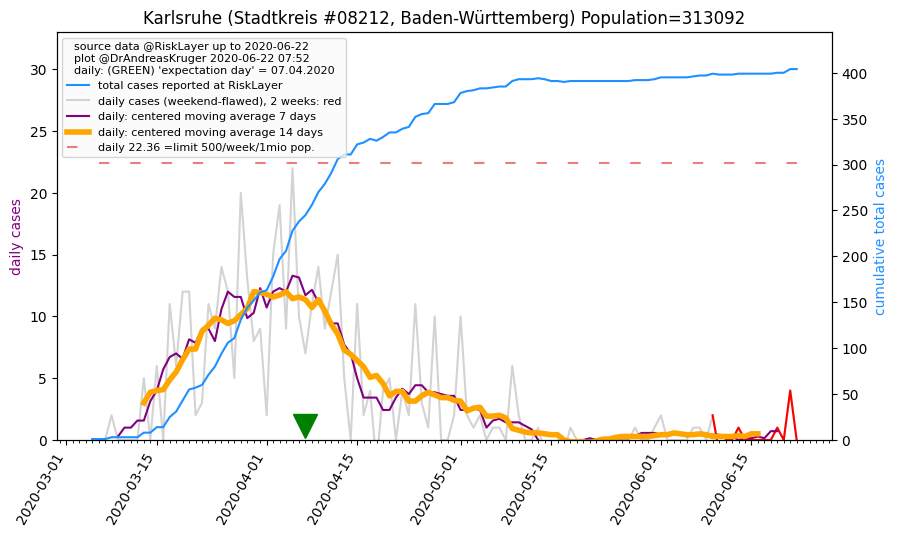 Karlsruhe (Stadtkreis #08212, Baden-Württemberg) Population=313092
source data @RiskLayer up to 2020-06-22
plot @DrAndreasKruger 2020-06-22 07:52
daily: (GREEN) 'expectation day' = 07.04.2020
total cases reported at RiskLayer
daily cases (weekend-flawed), 2 weeks: red
daily: centered moving average 7 days
daily: centered moving average 14 days
daily 22.36 =limit 500/week/1mio pop.
daily cases
30
25
20
15
10
5
0
cumulative total cases
400
350
300
250
200
150
100
50
0
2020-03-01
2020-03-15
2020-04-01
2020-04-15
2020-05-01
2020-05-15
2020-06-01
2020-06-15